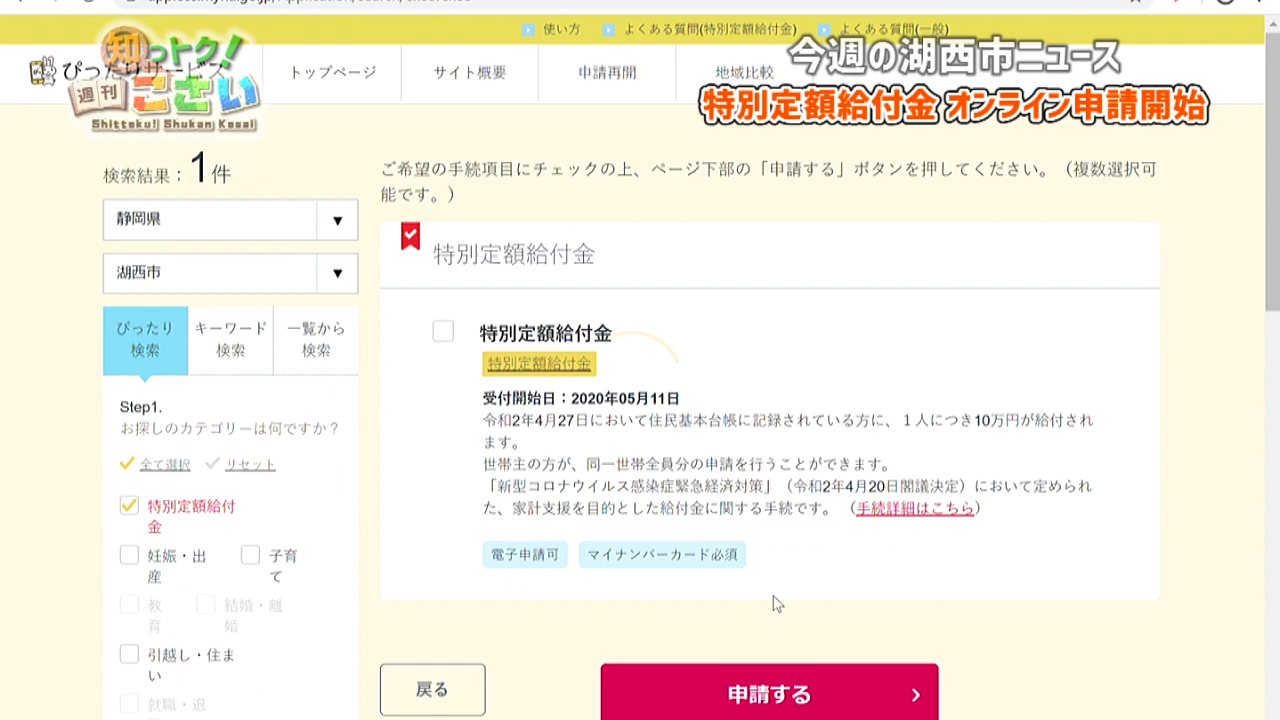 使い方 よくある質問(特別定額給付金) よくある質問(一般)
知っトク!
週刊 こさい
Shittoku! Shukan Kosai
ぴったりサービス
トップページ
サイト概要
申請再開
地域比較
今週の湖西市ニュース
特別定額給付金 オンライン申請開始
検索結果: 1件
静岡県 ▼
湖西市 ▼
ぴったり検索
キーワード検索
一覧から検索
Step1.
お探しのカテゴリーは何ですか?
全て選択 リセット
特別定額給付
金
妊娠・出
産
子育
て
教
育
結婚・離
婚
引越し・住ま
い
就職・退
ご希望の手続項目にチェックの上、ページ下部の「申請する」ボタンを押してください。(複数選択可
能です。)
特別定額給付金
特別定額給付金
特別定額給付金
受付開始日:2020年05月11日
令和2年4月27日において住民基本台帳に記録されている方に、1人につき10万円が給付され
ます。
世帯主の方が、同一世帯全員分の申請を行うことができます。
「新型コロナウイルス感染症緊急経済対策」(令和2年4月20日閣議決定)において定められ
た、家計支援を目的とした給付金に関する手続です。 (手続詳細はこちら)
電子申請可 マイナンバーカード必須
戻る
申請する